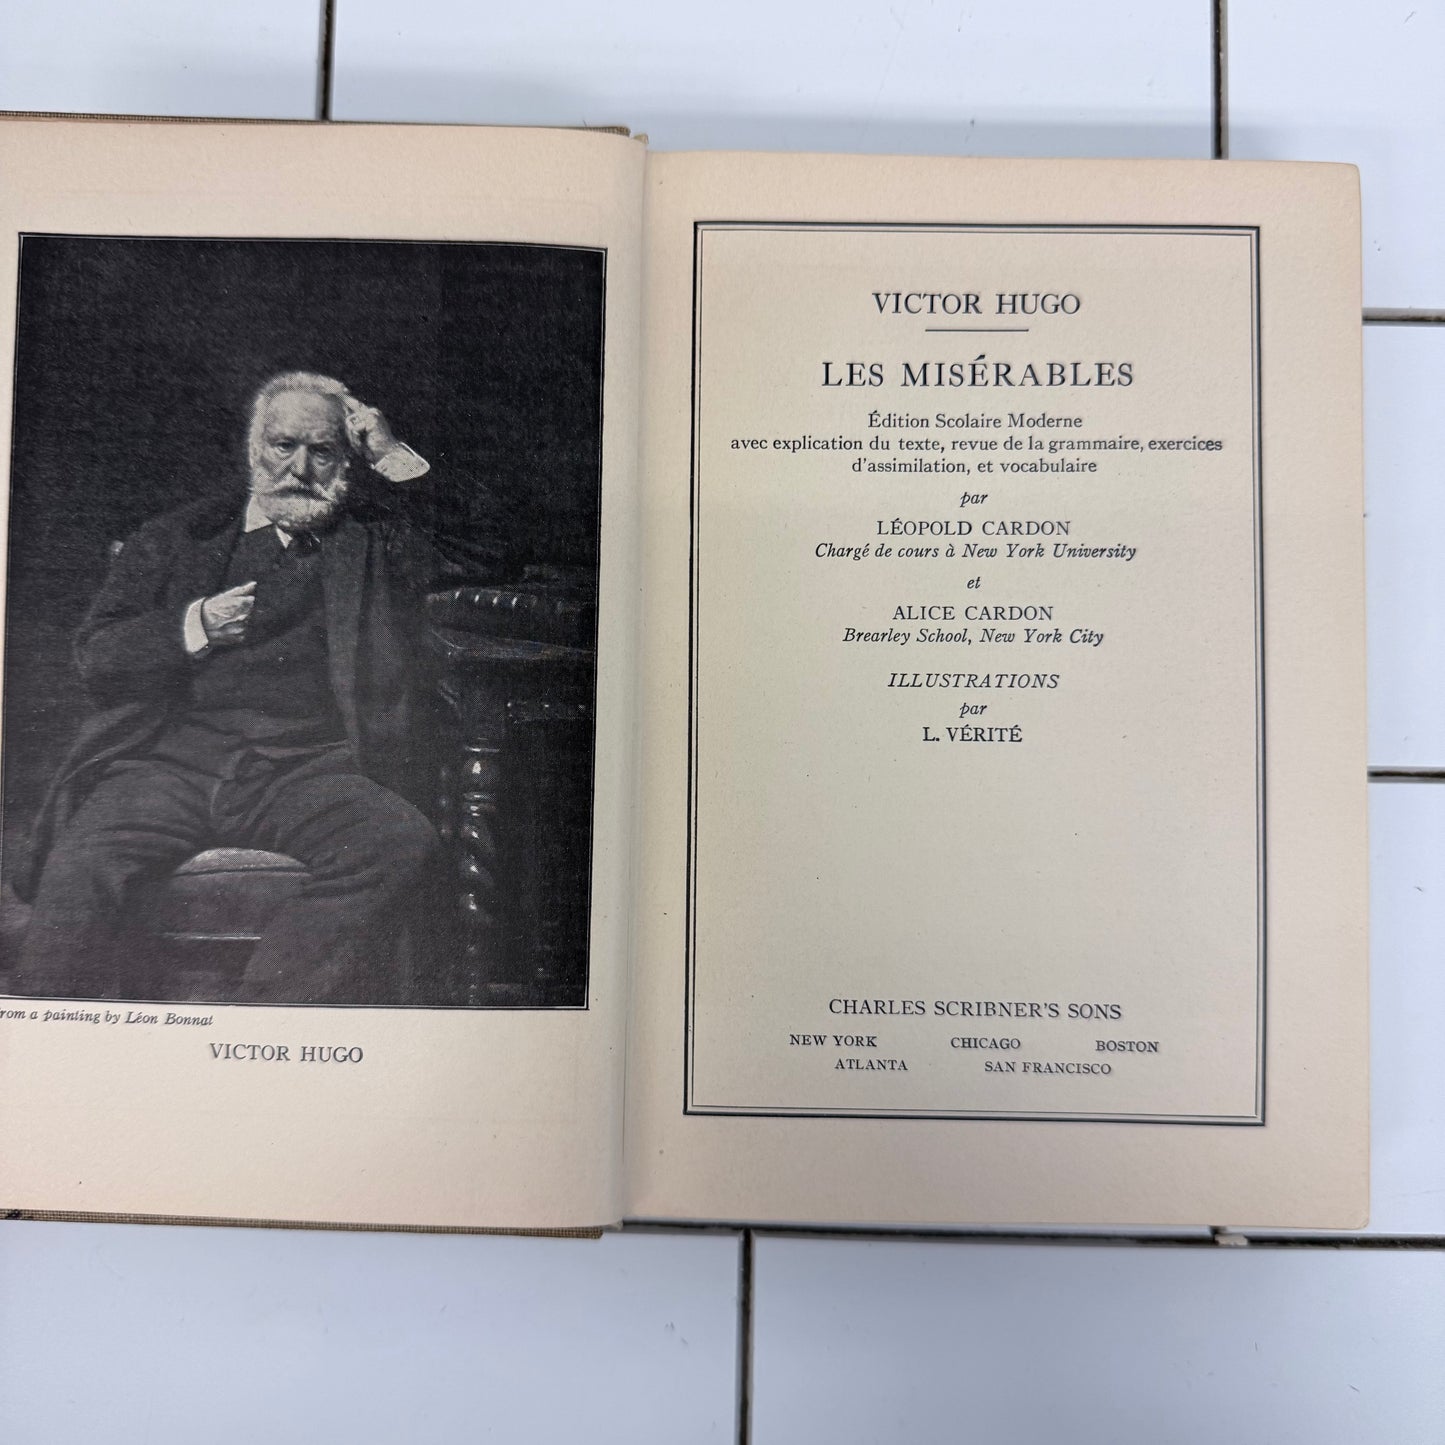 from a painting by Léon Bonnat
VICTOR HUGO
VICTOR HUGO
LES MISÉRABLES
Édition Scolaire Moderne
avec explication du texte, revue de la grammaire, exercices
d'assimilation, et vocabulaire
par
LÉOPOLD CARDON
Chargé de cours à New York University
et
ALICE CARDON
Brearley School, New York City
ILLUSTRATIONS
par
L. VÉRITÉ
CHARLES SCRIBNER'S SONS
NEW YORK CHICAGO BOSTON
ATLANTA SAN FRANCISCO